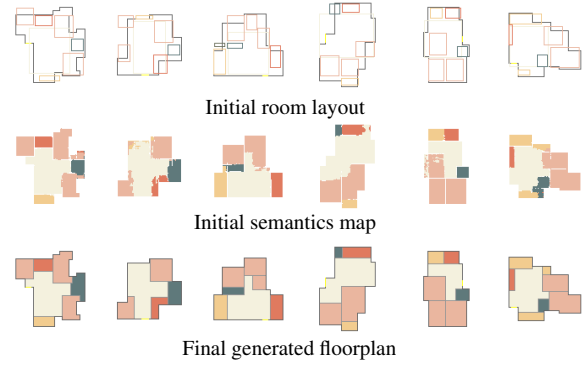 Initial room layout
Initial semantics map
Final generated floorplan